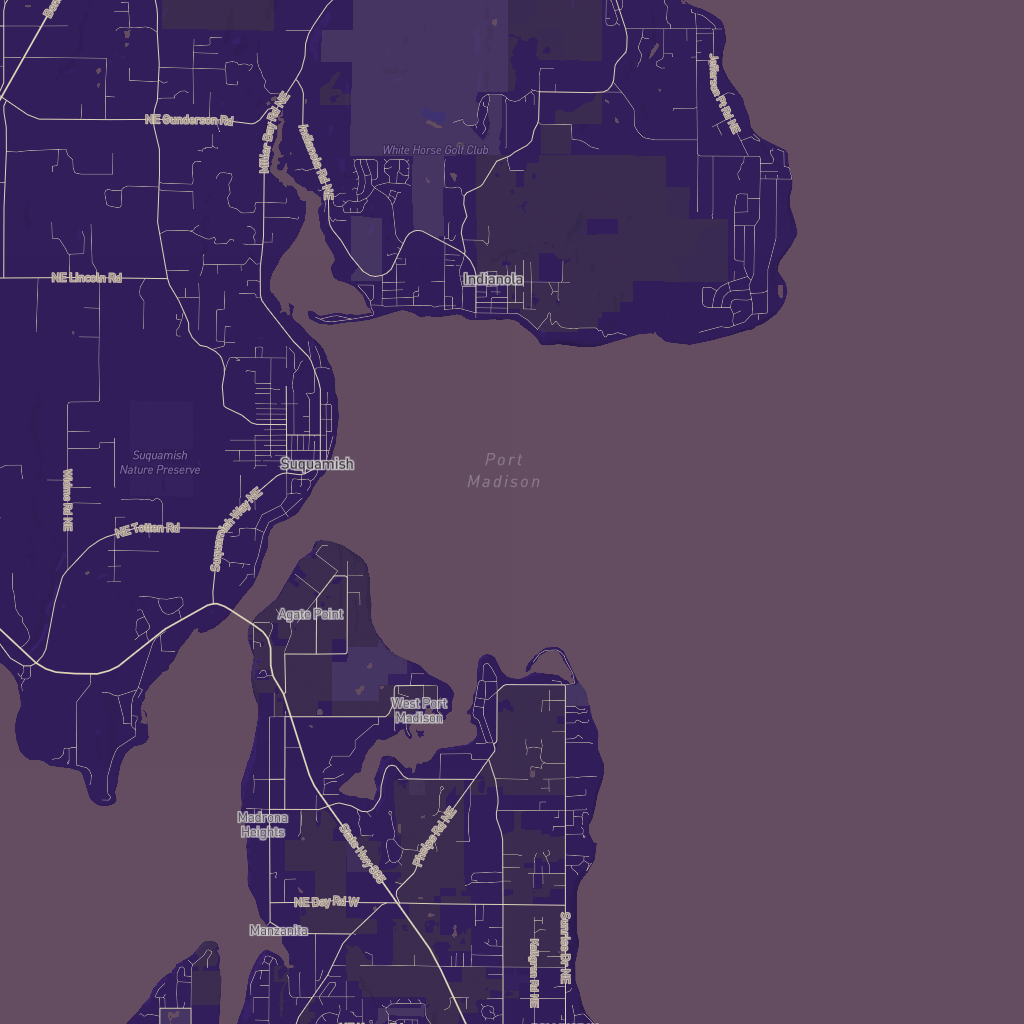 NE Gunderson Rd
Miller Bay Rd NE
Indianola Rd NE
Jefferson Pt Rd NE
White Horse Golf Club
NE Lincoln Rd
Indianola
Suquamish
Nature Preserve
Suquamish
Port
Madison
Widme Rd NE
NE Totten Rd
Suquamish Way NE
Agate Point
West Port
Madison
Madrona
Heights
State Hwy 305
Phelps Rd NE
NE Day Rd W
Manzanita
Sunrise Dr NE
Kallgren Rd NE